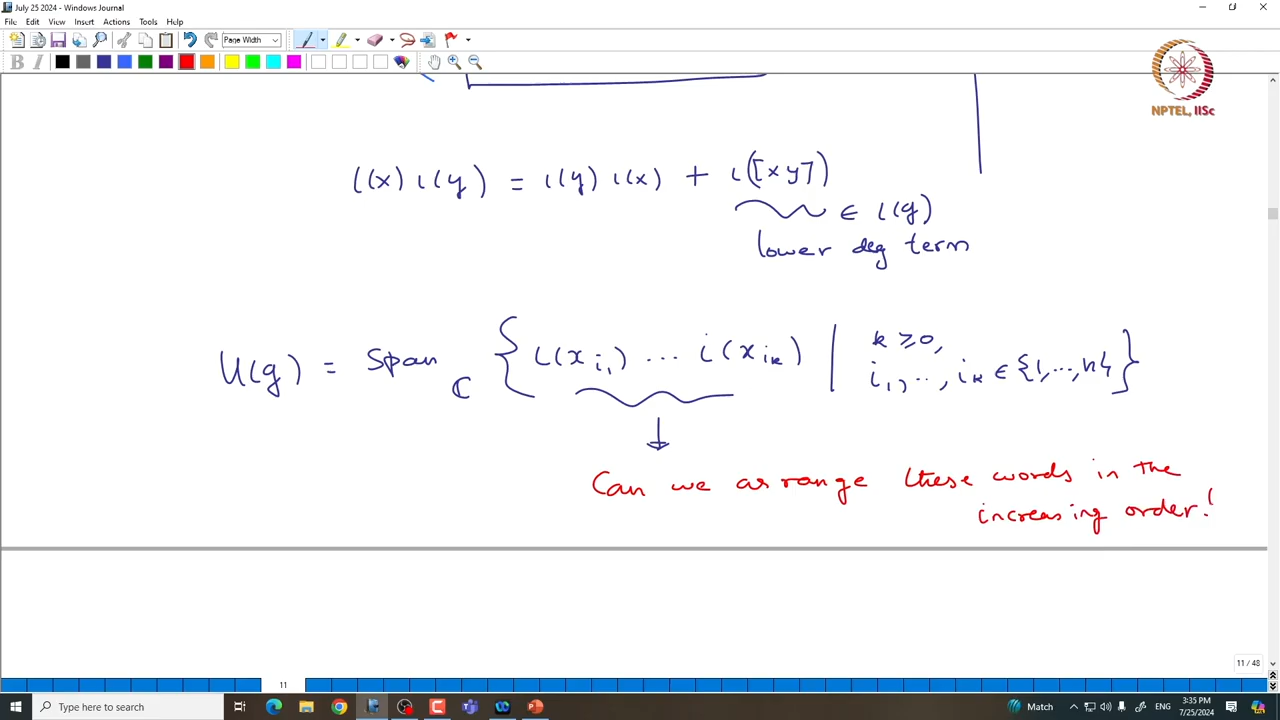 July 25 2024 - Windows Journal
File Edit View Insert Actions Tools Help
Page Width
B I
NPTEL, IISc
ι(x) ι(y) = ι(y) ι(x) + ι([x y])
∈ ι(g)
lower deg term
U(g) = Span_ℂ { ι(x_{i_1}) ... i(x_{i_k}) | k ≥ 0, 
i_1, .., i_k ∈ {1, ..., n} }
Can we arrange these words in the
increasing order!
11 / 48
11
Type here to search
Match
ENG
3:35 PM
7/25/2024